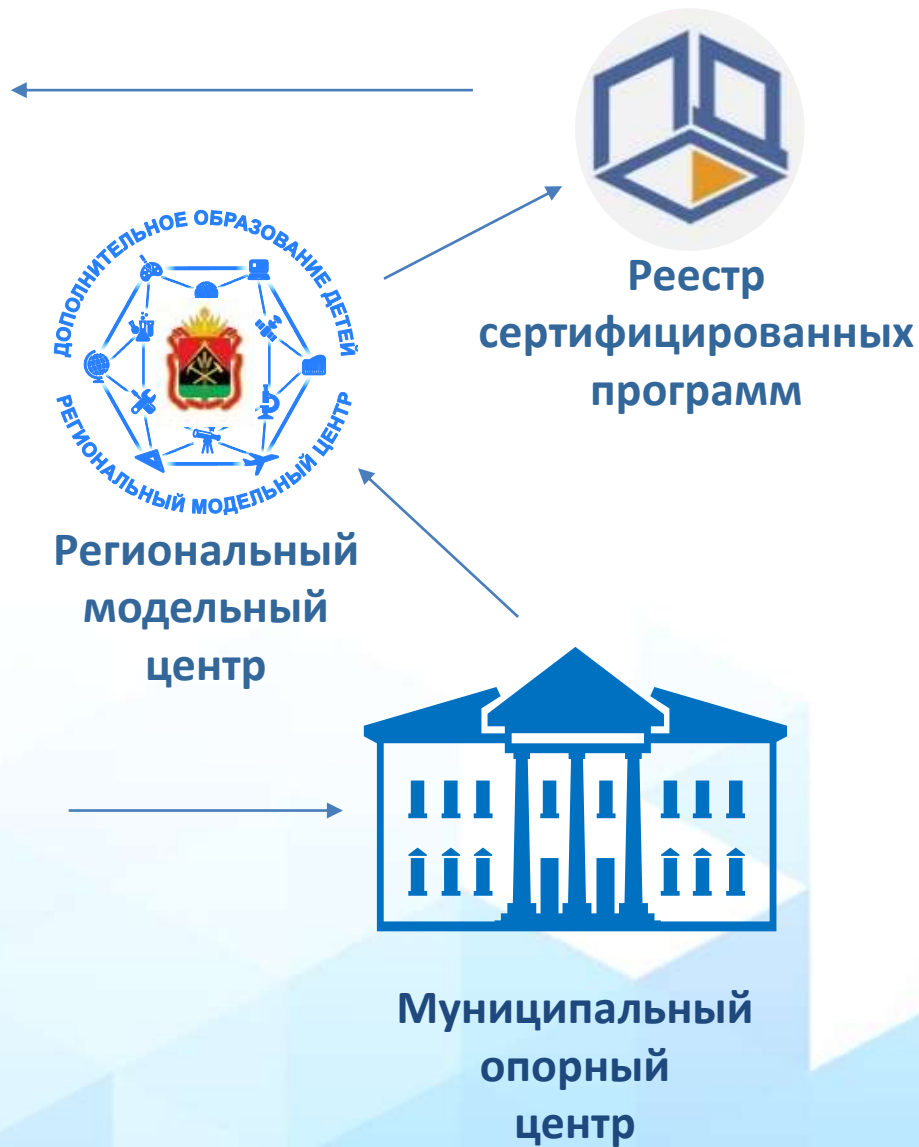 Реестр
сертифицированных
программ
ДОПОЛНИТЕЛЬНОЕ ОБРАЗОВАНИЕ ДЕТЕЙ
РЕГИОНАЛЬНЫЙ МОДЕЛЬНЫЙ ЦЕНТР
Региональный
модельный
центр
Муниципальный
опорный
центр